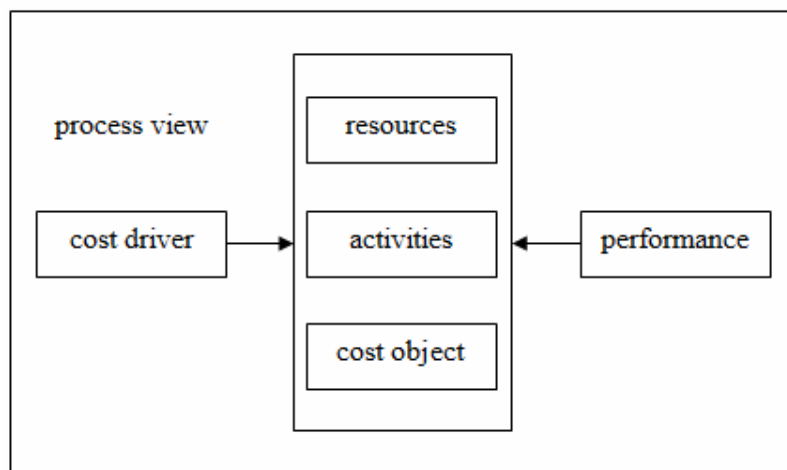 process view
resources
cost driver
activities
performance
cost object